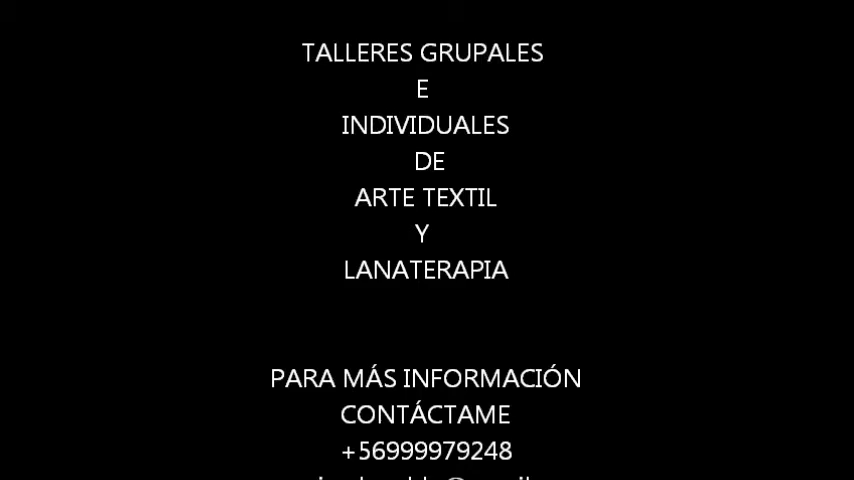 TALLERES GRUPALES
E
INDIVIDUALES
DE
ARTE TEXTIL
Y
LANATERAPIA
PARA MÁS INFORMACIÓN
CONTÁCTAME
+56999979248